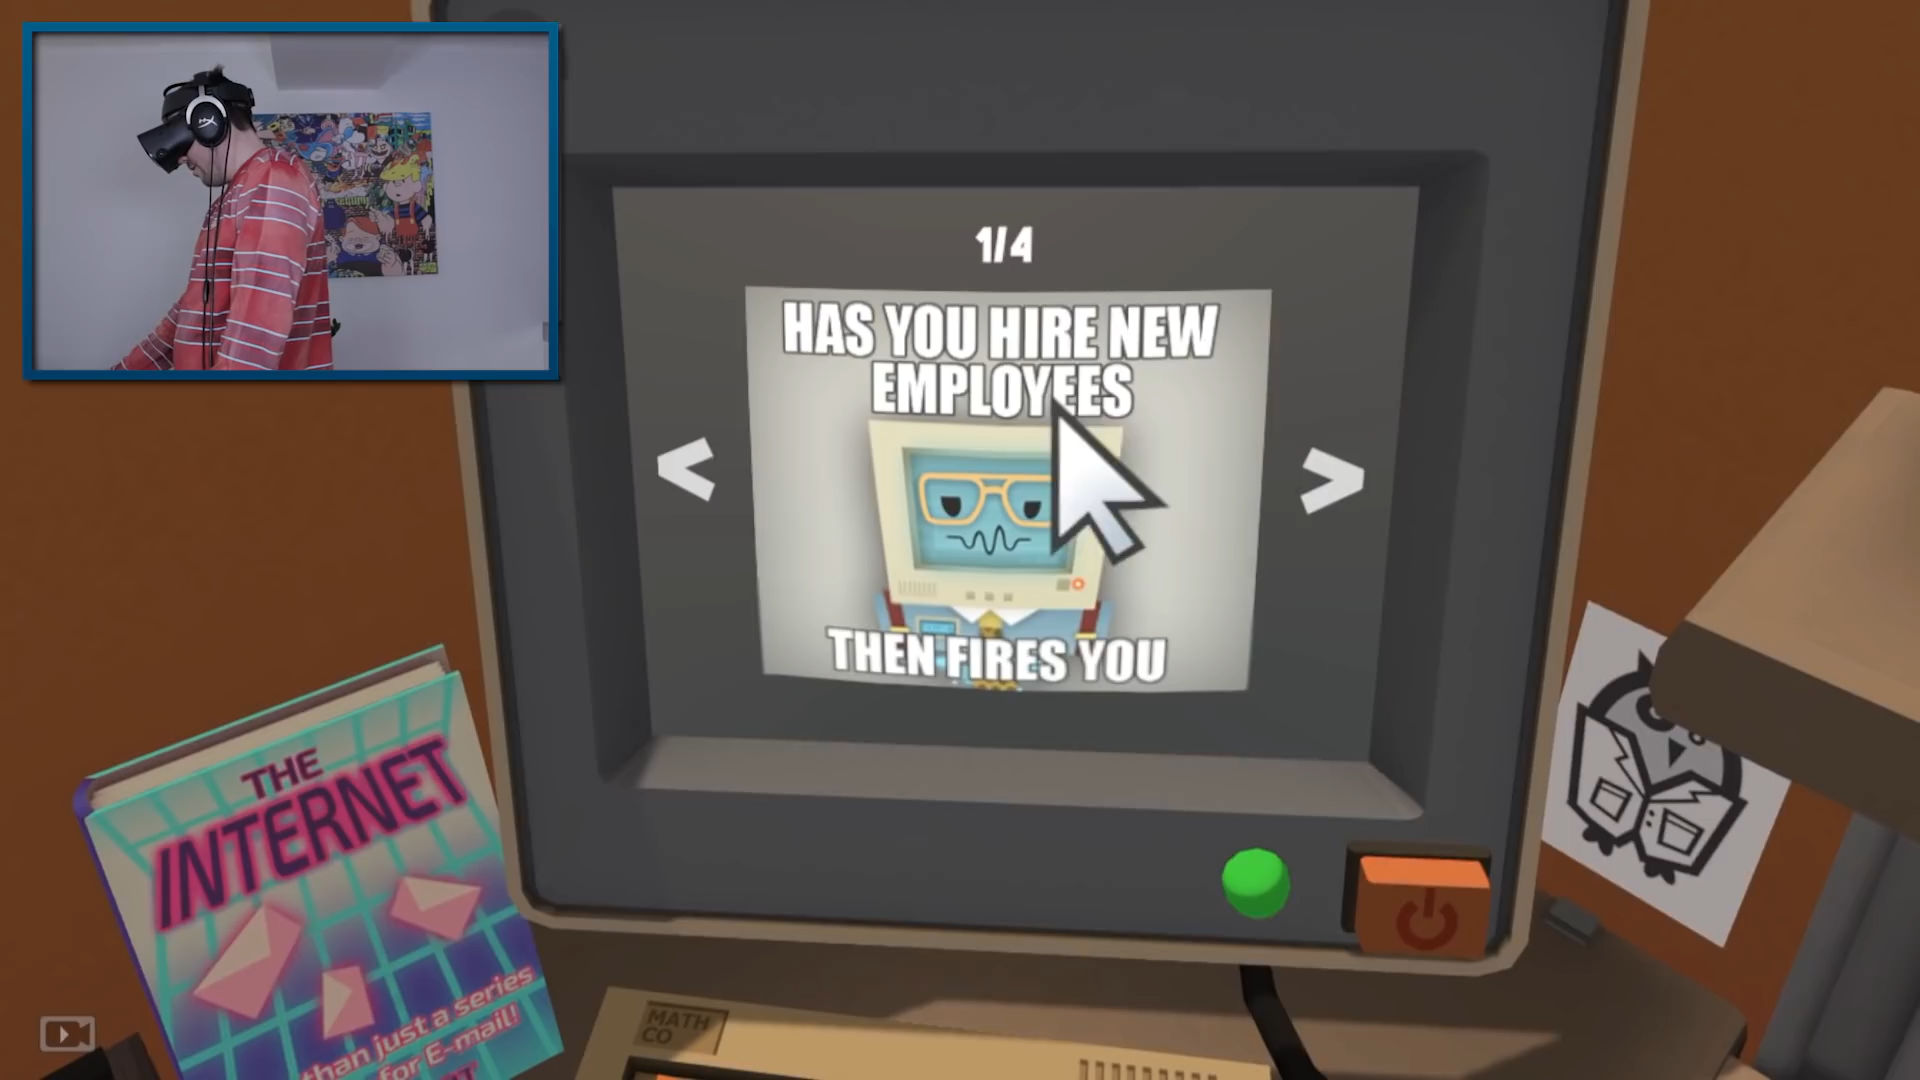 1/4
HAS YOU HIRE NEW
EMPLOYEES
<
>
THEN FIRES YOU
THE
INTERNET
than just a series
for E-mail!
MATH
CO